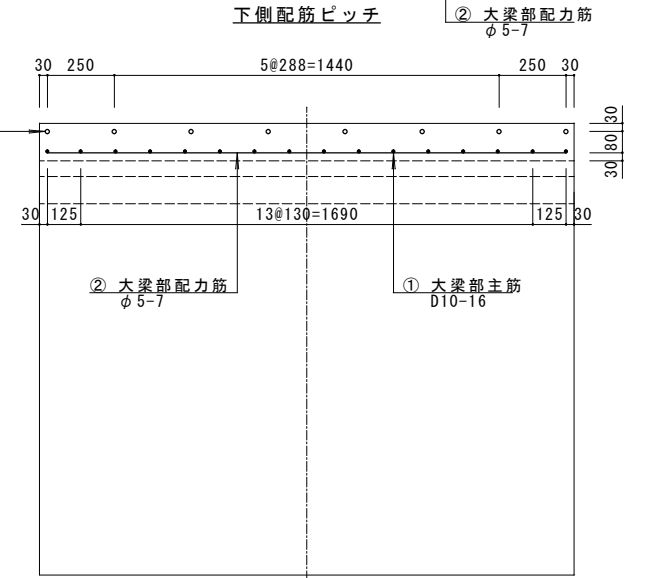 下側配筋ピッチ
② 大梁部配力筋
φ5-7
30 250 5@288=1440 250 30
30
80
30
30 125 13@130=1690 125 30
② 大梁部配力筋
φ5-7
① 大梁部主筋
D10-16